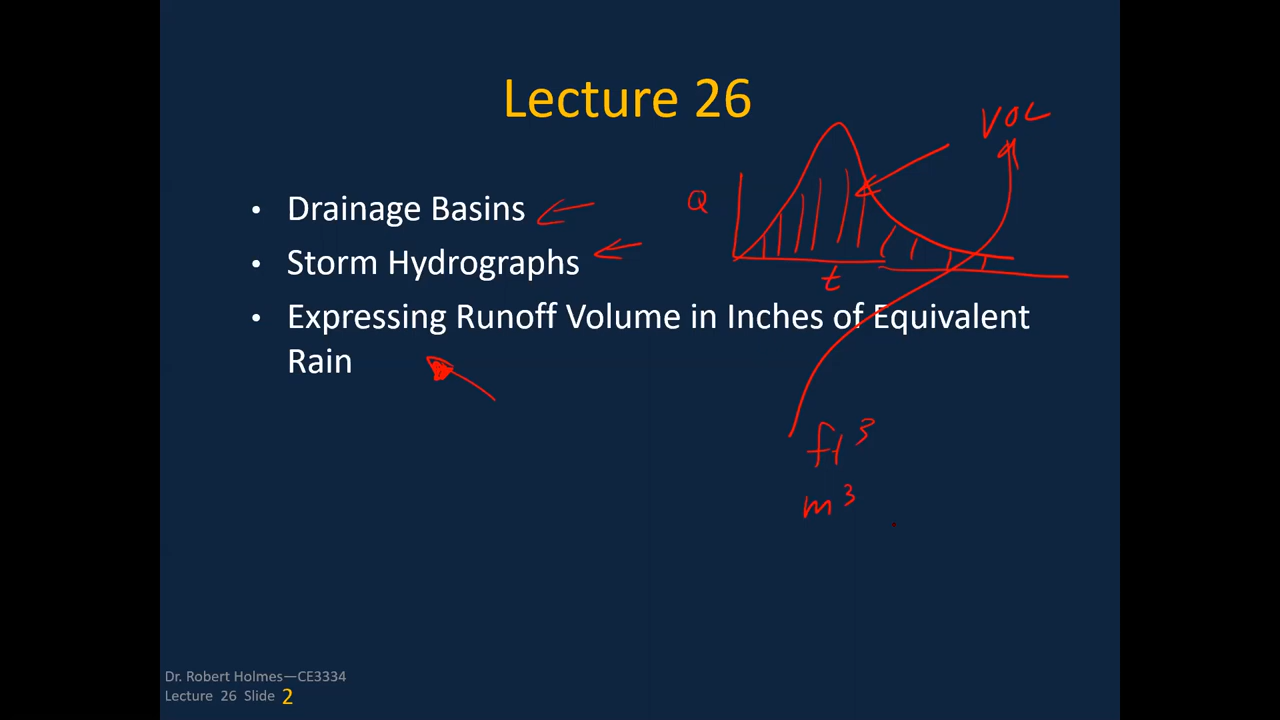 Lecture 26
VOL
Q
• Drainage Basins
• Storm Hydrographs
t
• Expressing Runoff Volume in Inches of Equivalent
Rain
ft³
m³
Dr. Robert Holmes—CE3334
Lecture 26 Slide 2